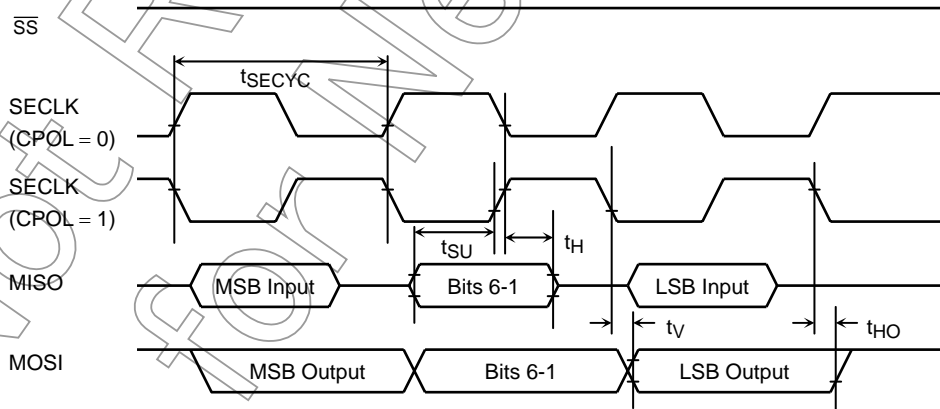 SS
tSECYC
SECLK
(CPOL = 0)
SECLK
(CPOL = 1)
tSU
tH
MISO
MSB Input
Bits 6-1
LSB Input
tV
tHO
MOSI
MSB Output
Bits 6-1
LSB Output